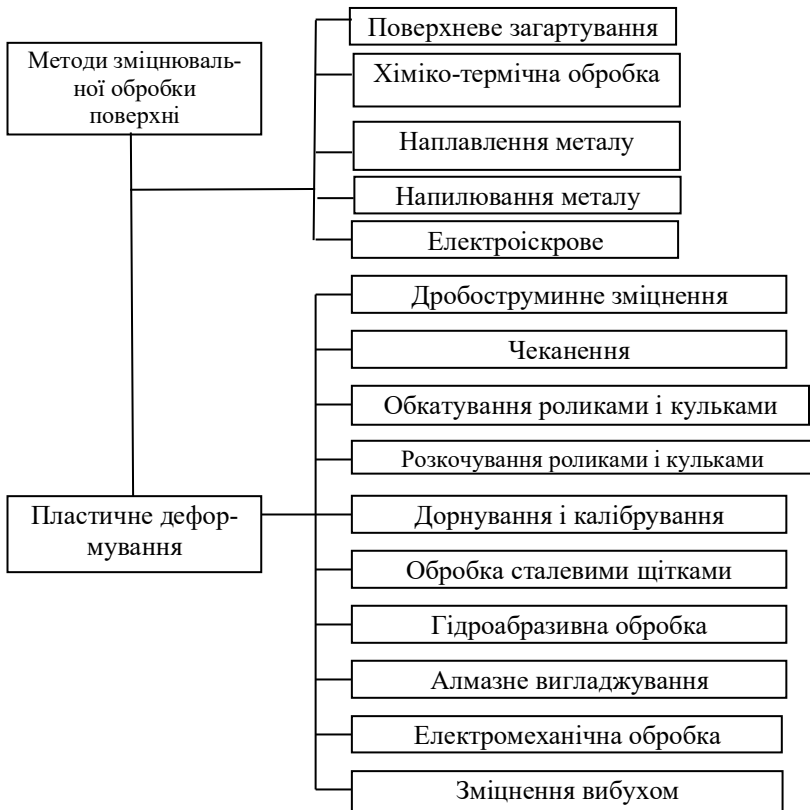 Методи зміцнюваль-
ної обробки
поверхні
Поверхневе загартування
Хіміко-термічна обробка
Наплавлення металу
Напилювання металу
Електроіскрове
Пластичне дефор-
мування
Дробоструминне зміцнення
Чеканення
Обкатування роликами і кульками
Розкочування роликами і кульками
Дорнування і калібрування
Обробка сталевими щітками
Гідроабразивна обробка
Алмазне вигладжування
Електромеханічна обробка
Зміцнення вибухом